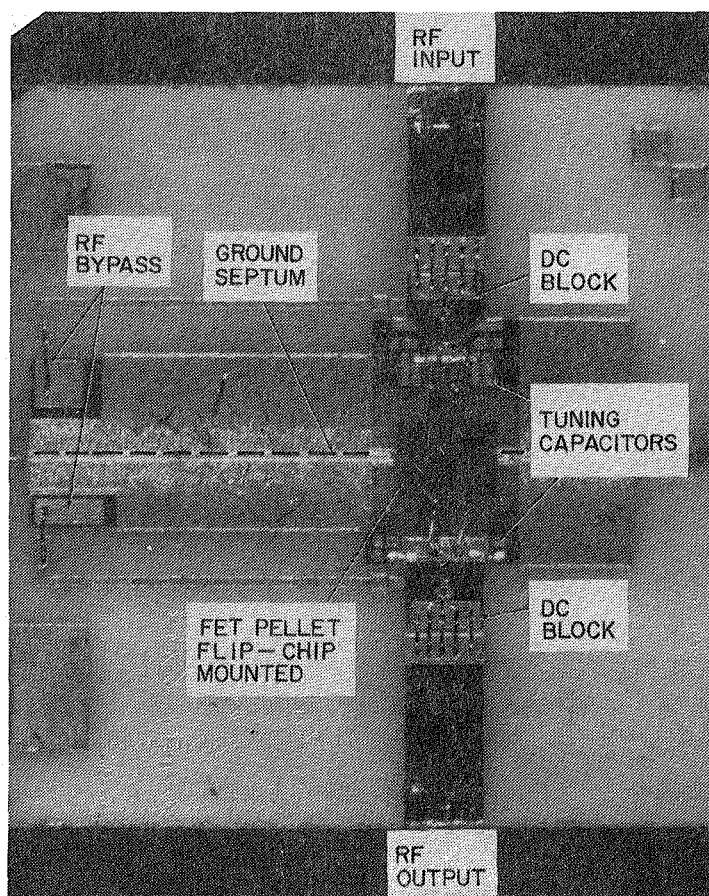 RF
INPUT
RF
BYPASS
GROUND
SEPTUM
DC
BLOCK
TUNING
CAPACITORS
FET PELLET
FLIP-CHIP
MOUNTED
DC
BLOCK
RF
OUTPUT